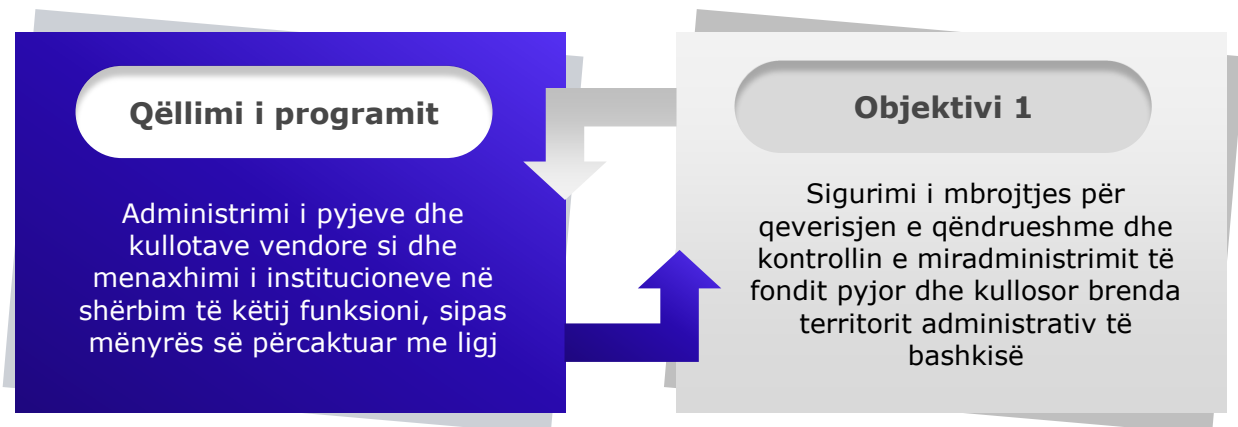 Qëllimi i programit
Administrimi i pyjeve dhe
kullotave vendore si dhe
menaxhimi i institucioneve në
shërbim të këtij funksioni, sipas
mënyrës së përcaktuar me ligj
Objektivi 1
Sigurimi i mbrojtjes për
qeverisjen e qëndrueshme dhe
kontrollin e miradministrimit të
fondit pyjor dhe kullosor brenda
territorit administrativ të
bashkisë